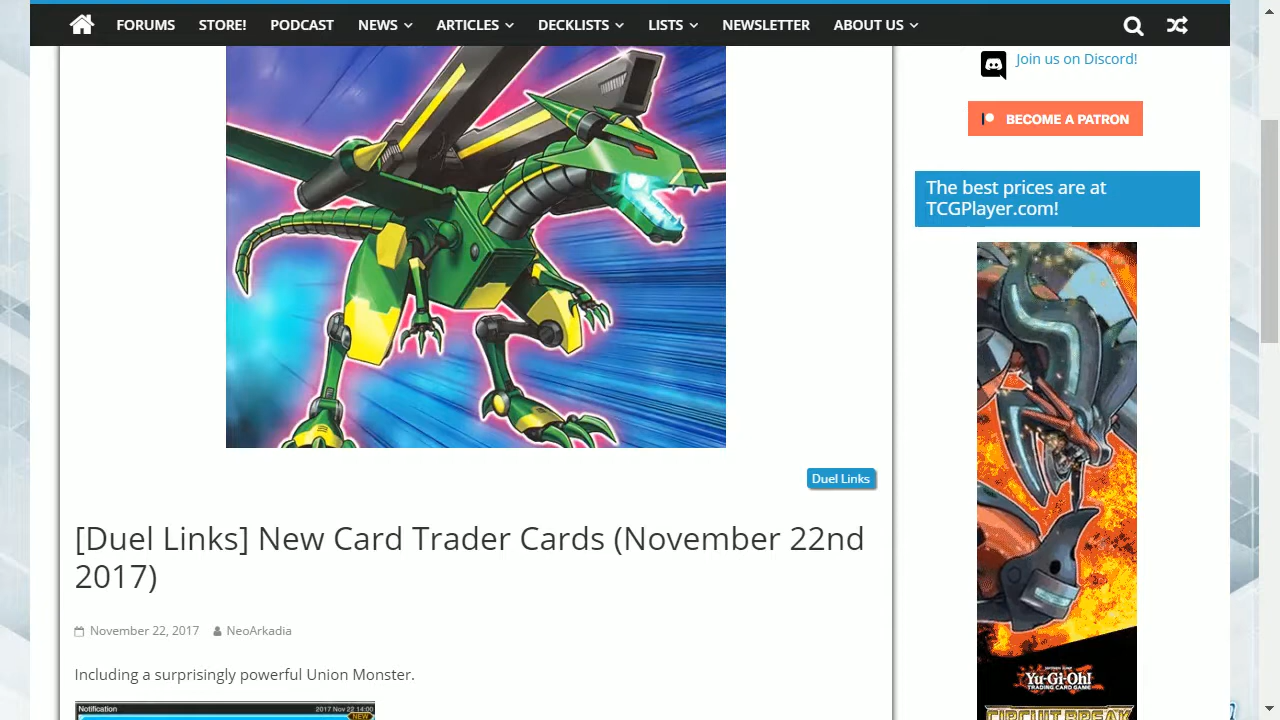 FORUMS STORE! PODCAST NEWS ARTICLES DECKLISTS LISTS NEWSLETTER ABOUT US
Join us on Discord!
BECOME A PATRON
The best prices are at
TCGPlayer.com!
Duel Links
[Duel Links] New Card Trader Cards (November 22nd
2017)
November 22, 2017 NeoArkadia
Including a surprisingly powerful Union Monster.
Notification 2017 Nov 22 14:00
NEW
Yu-Gi-Oh!
TRADING CARD GAME
CIRCUIT BREAK